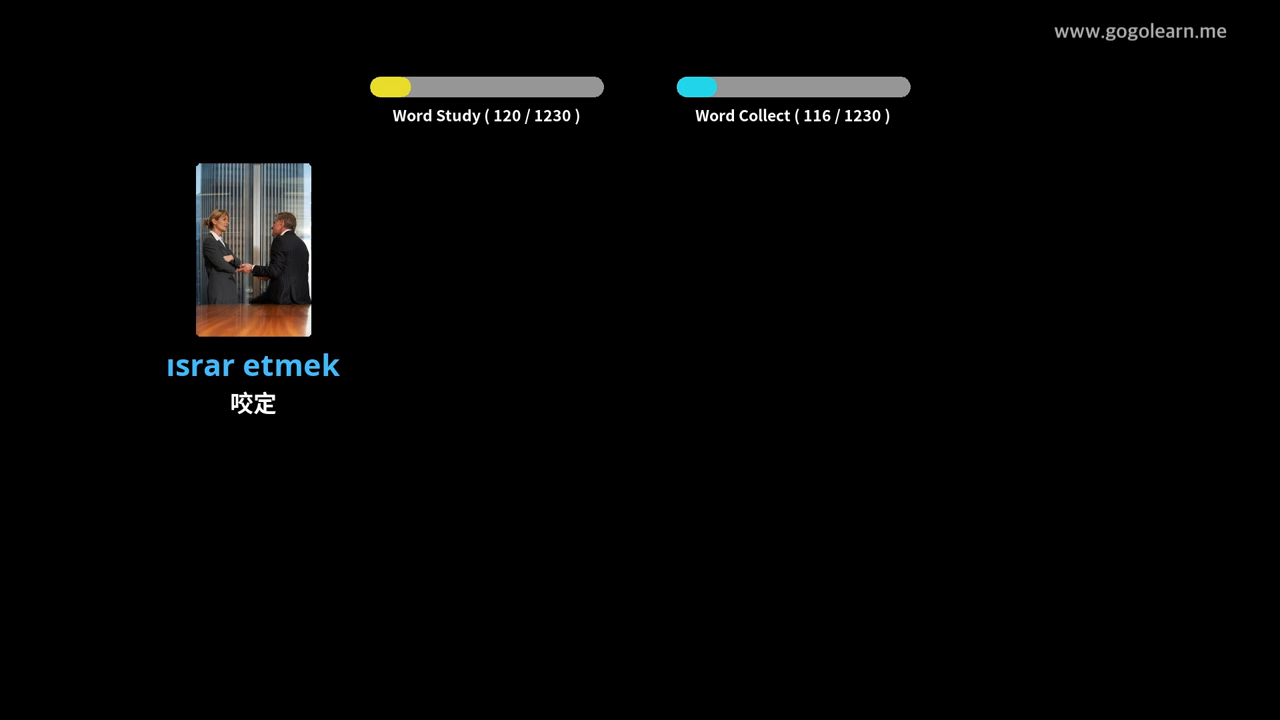 www.gogolearn.me
Word Study ( 120 / 1230 )
Word Collect ( 116 / 1230 )
ısrar etmek
咬定